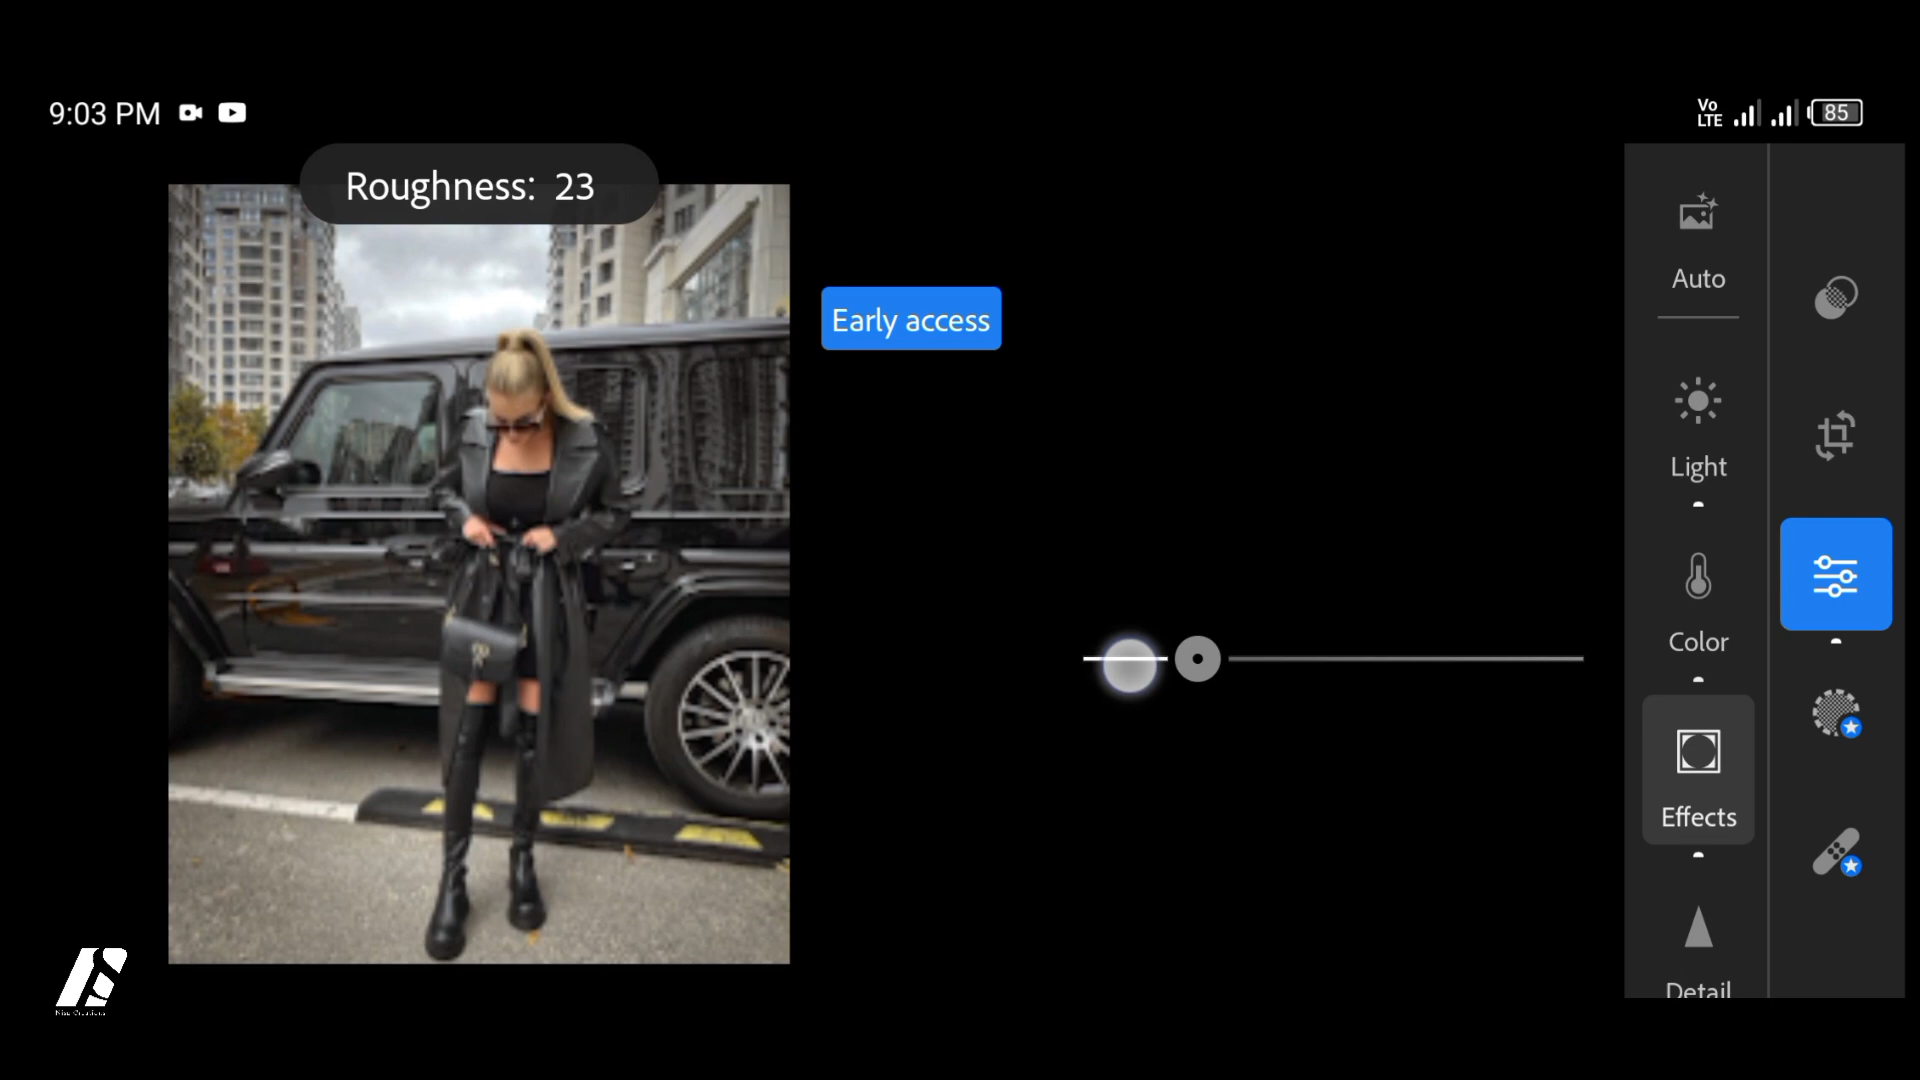 9:03 PM
Vo
LTE
85
Roughness: 23
Early access
Auto
Light
Color
Effects
Detail